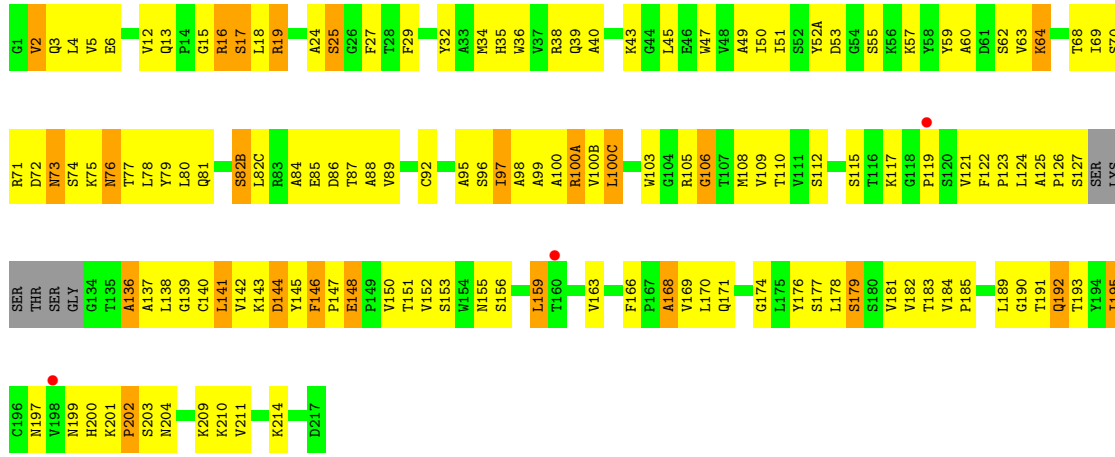 G1 V2 Q3 L4 V5 E6 V12 Q13 P14 G15 R16 S17 L18 R19 A24 S25 G26 F27 T28 F29 V32 A33 M34 H35 W36 V37 R38 Q39 A40 K43 G44 L45 E46 W47 V48 A49 I50 I51 S52 Y52A D53 G54 S55 K56 K57 Y58 Y59 A60 D61 S62 V63 K64 T68 I69 S70
R71 D72 N73 S74 K75 N76 T77 L78 Y79 L80 Q81 S82B L82C R83 A84 E85 D86 T87 A88 V89 C92 A95 S96 I97 A98 A99 A100 R100A V100B L100C W103 G104 R105 G106 T107 M108 V109 T110 V111 S112 S115 T116 K117 G118 P119 S120 V121 F122 P123 L124 A125 P126 S127 SER LYS
SER THR SER GLY G134 T135 A136 A137 L138 G139 C140 L141 V142 K143 D144 Y145 F146 P147 E148 P149 V150 T151 V152 S153 W154 N155 S156 L159 T160 V163 F166 P167 A168 V169 L170 Q171 G174 L175 Y176 S177 L178 S179 S180 V181 V182 T183 V184 P185 L189 G190 T191 Q192 T193 Y194 I195
C196 N197 V198 N199 H200 K201 P202 S203 N204 K209 K210 V211 K214 D217